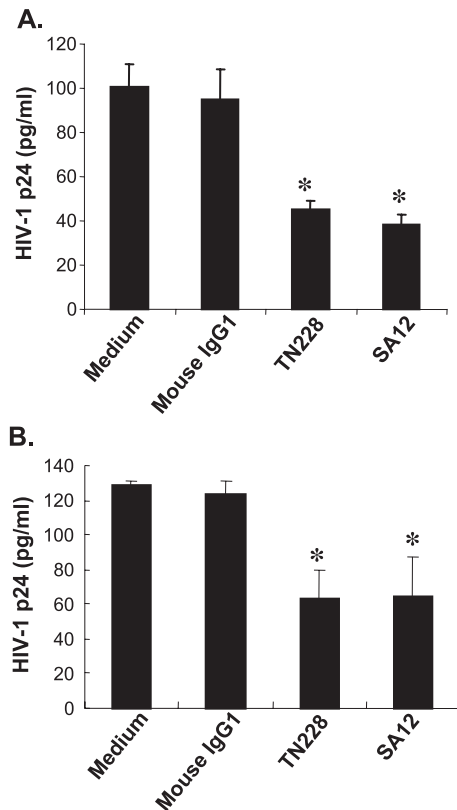 A.
HIV-1 p24 (pg/ml)
120
100
80
60
40
20
0
*
*
Medium
Mouse IgG1
TN228
SA12
B.
HIV-1 p24 (pg/ml)
140
120
100
80
60
40
20
0
*
*
Medium
Mouse IgG1
TN228
SA12